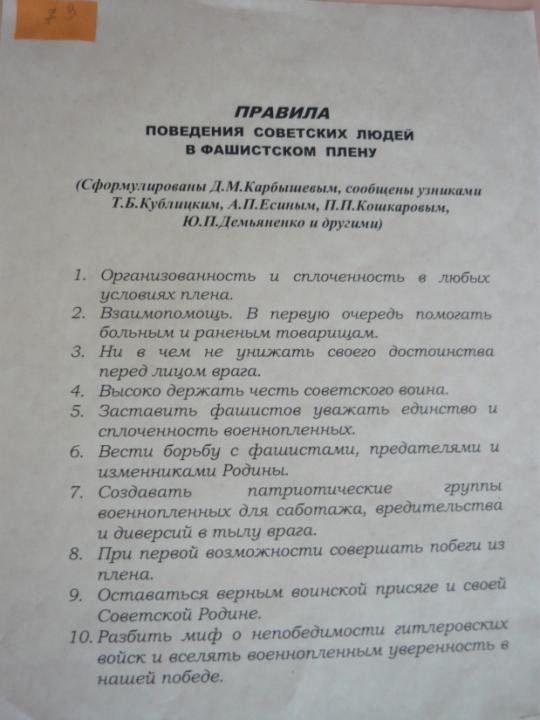 73
ПРАВИЛА
ПОВЕДЕНИЯ СОВЕТСКИХ ЛЮДЕЙ
В ФАШИСТСКОМ ПЛЕНУ
(Сформулированы Д.М.Карбышевым, сообщены узниками
Т.Б.Кублицким, А.П.Есиным, П.П.Кошкаровым,
Ю.П.Демьяненко и другими)
1. Организованность и сплоченность в любых
условиях плена.
2. Взаимопомощь. В первую очередь помогать
больным и раненым товарищам.
3. Ни в чем не унижать своего достоинства
перед лицом врага.
4. Высоко держать честь советского воина.
5. Заставить фашистов уважать единство и
сплоченность военнопленных.
6. Вести борьбу с фашистами, предателями и
изменниками Родины.
7. Создавать патриотические группы
военнопленных для саботажа, вредительства
и диверсий в тылу врага.
8. При первой возможности совершать побеги из
плена.
9. Оставаться верным воинской присяге и своей
Советской Родине.
10. Разбить миф о непобедимости гитлеровских
войск и вселять военнопленным уверенность в
нашей победе.